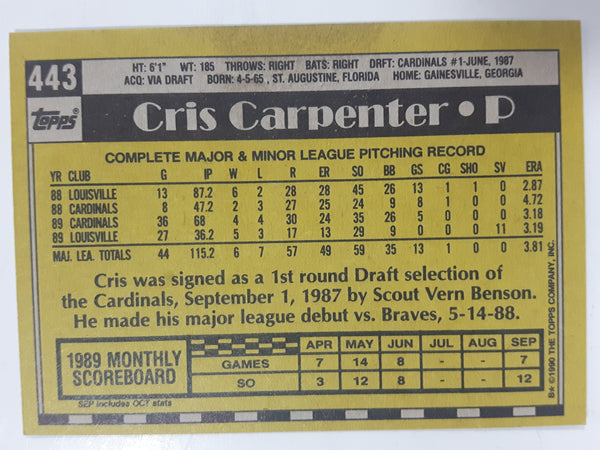 443
HT: 6'1" WT: 185 THROWS: RIGHT BATS: RIGHT DRFT: CARDINALS #1-JUNE, 1987
ACQ: VIA DRAFT BORN: 4-5-65 , ST. AUGUSTINE, FLORIDA HOME: GAINESVILLE, GEORGIA
Topps
Cris Carpenter • P
COMPLETE MAJOR & MINOR LEAGUE PITCHING RECORD
YR CLUB G IP W L R ER SO BB GS CG SHO SV ERA
88 LOUISVILLE 13 87.2 6 2 28 28 45 26 13 1 1 0 2.87
88 CARDINALS 8 47.2 2 3 27 25 24 9 8 1 0 0 4.72
89 CARDINALS 36 68 4 4 30 24 35 26 5 0 0 0 3.18
89 LOUISVILLE 27 36.2 5 3 17 13 29 9 0 0 0 11 3.19
MAJ. LEA. TOTALS 44 115.2 6 7 57 49 59 35 13 1 0 0 3.81
Cris was signed as a 1st round Draft selection of
the Cardinals, September 1, 1987 by Scout Vern Benson.
He made his major league debut vs. Braves, 5-14-88.
1989 MONTHLY
SCOREBOARD
APR MAY JUN JUL AUG SEP
GAMES 7 14 8 - - 7
SO 3 12 8 - - 12
SEP includes OCT stats
B* ©1990 THE TOPPS COMPANY, INC.